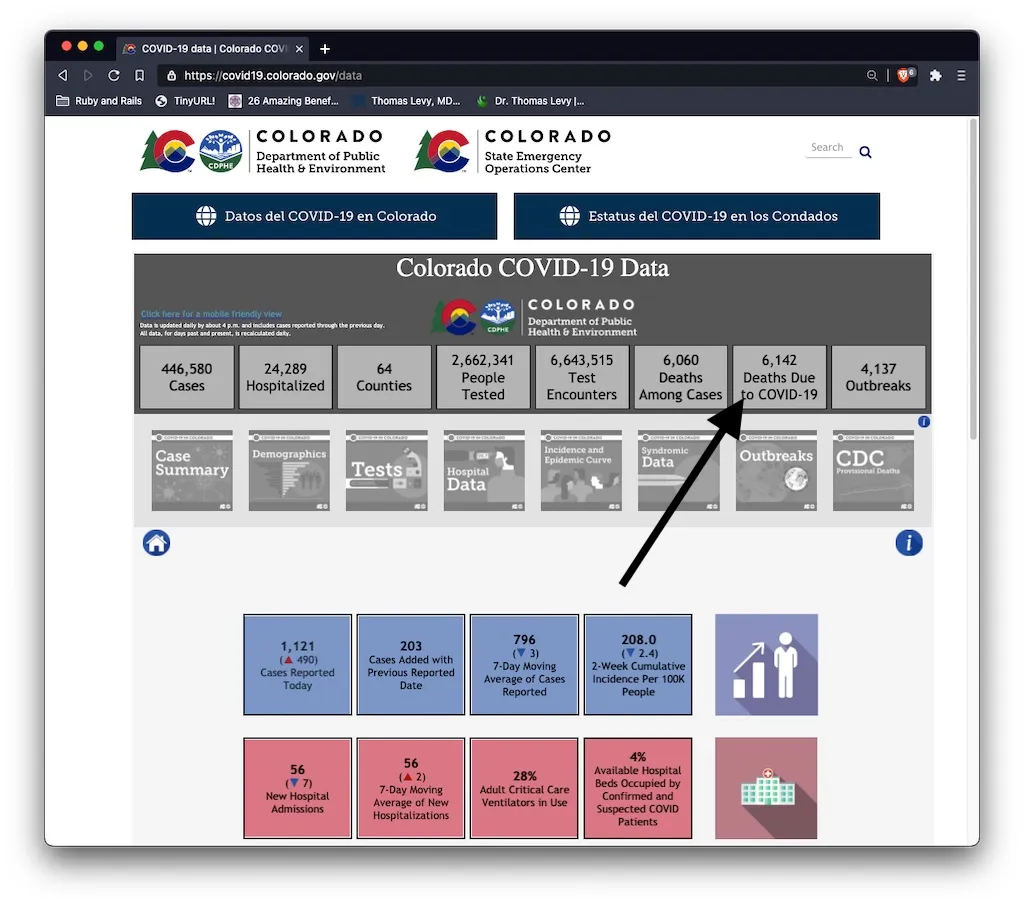 COVID-19 data | Colorado COVI
https://covid19.colorado.gov/data
6
Ruby and Rails
TinyURL!
26 Amazing Benef...
Thomas Levy, MD...
Dr. Thomas Levy |...
CDPHE
COLORADO
Department of Public
Health & Environment
COLORADO
State Emergency
Operations Center
Search
Datos del COVID-19 en Colorado
Estatus del COVID-19 en los Condados
Colorado COVID-19 Data
Click here for a mobile friendly view
Data is updated daily by about 4 p.m. and includes cases reported through the previous day.
All data, for days past and present, is recalculated daily.
CDPHE
COLORADO
Department of Public
Health & Environment
446,580
Cases
24,289
Hospitalized
64
Counties
2,662,341
People
Tested
6,643,515
Test
Encounters
6,060
Deaths
Among Cases
6,142
Deaths Due
to COVID-19
4,137
Outbreaks
i
COVID-19 IN COLORADO
Case
Summary
COVID-19 IN COLORADO
Demographics
COVID-19 IN COLORADO
Tests
COVID-19 IN COLORADO
Hospital
Data
COVID-19 IN COLORADO
Incidence and
Epidemic Curve
COVID-19 IN COLORADO
Syndromic
Data
COVID-19 IN COLORADO
Outbreaks
COVID-19 IN COLORADO
CDC
Provisional Deaths
i
1,121
(▲ 490)
Cases Reported
Today
203
Cases Added with
Previous Reported
Date
796
(▼ 3)
7-Day Moving
Average of Cases
Reported
208.0
(▼ 2.4)
2-Week Cumulative
Incidence Per 100K
People
56
(▼ 7)
New Hospital
Admissions
56
(▲ 2)
7-Day Moving
Average of New
Hospitalizations
28%
Adult Critical Care
Ventilators in Use
4%
Available Hospital
Beds Occupied by
Confirmed and
Suspected COVID
Patients